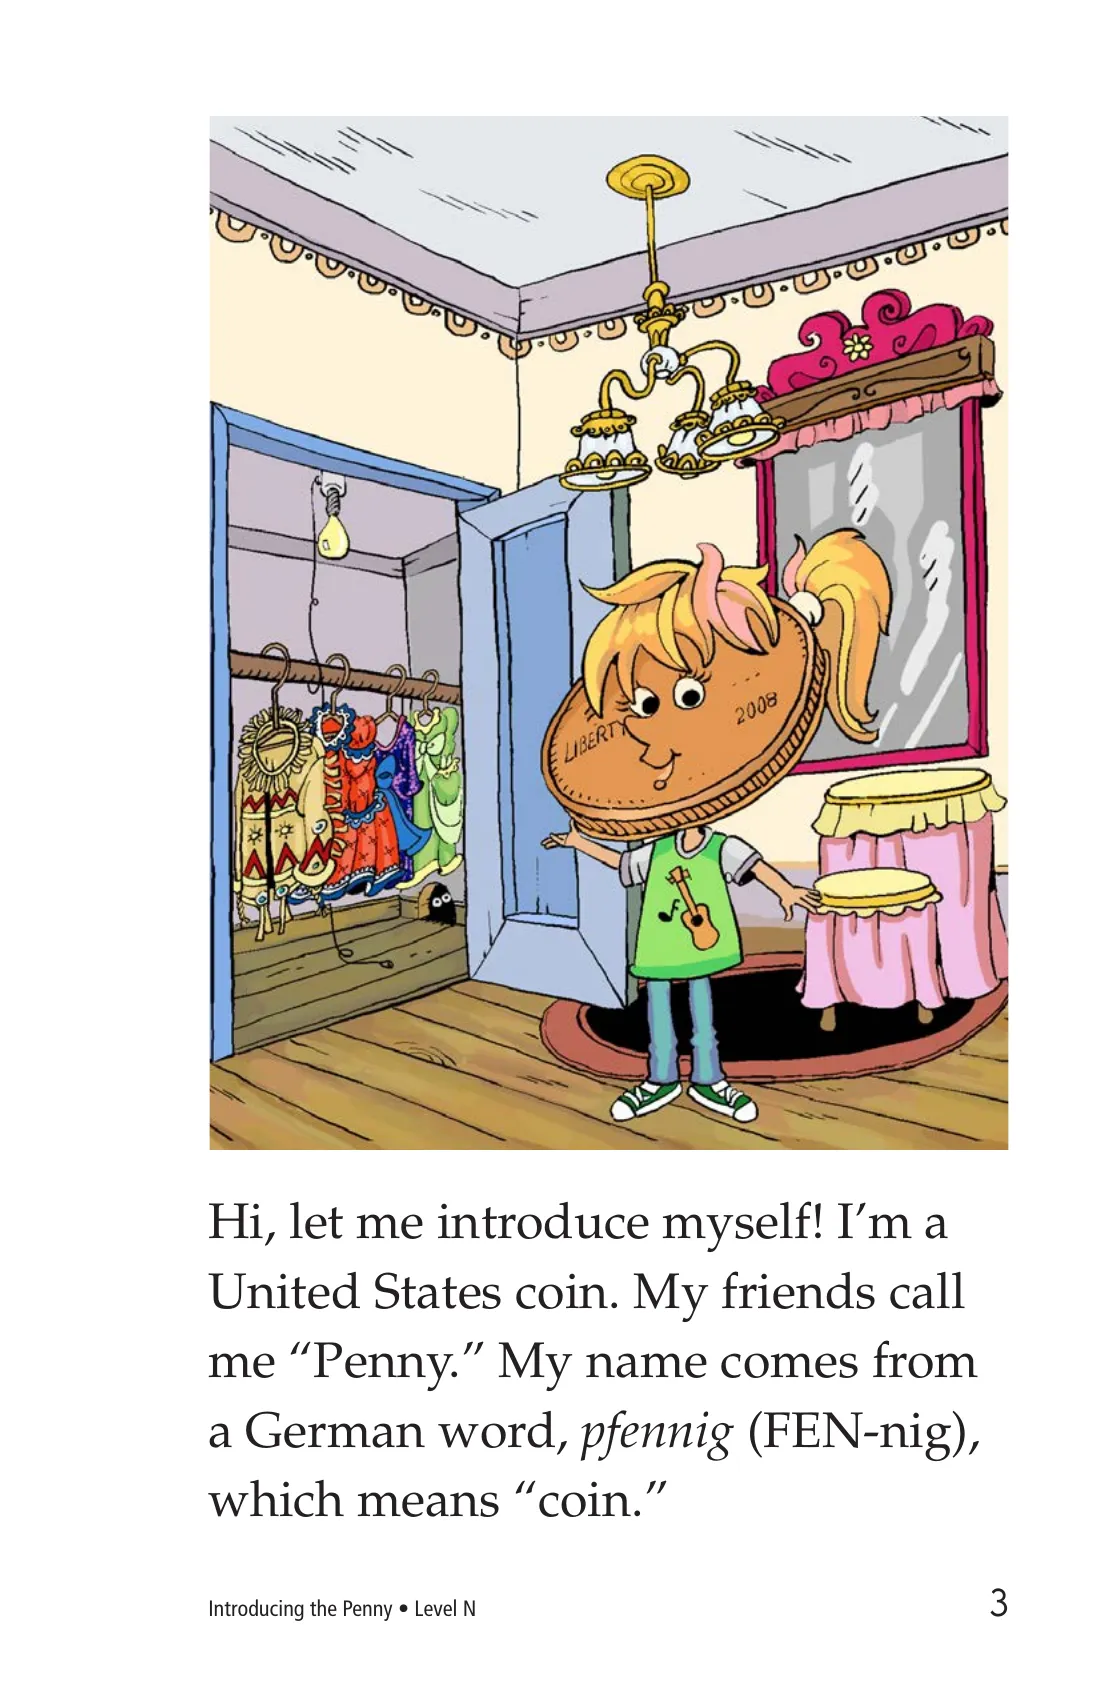 LIBERTY
2008
Hi, let me introduce myself! I’m a
United States coin. My friends call
me “Penny.” My name comes from
a German word, pfennig (FEN-nig),
which means “coin.”
Introducing the Penny • Level N
3